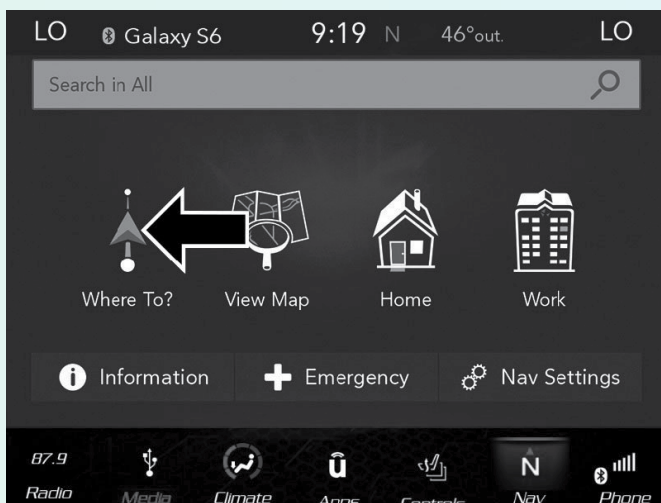 LO Galaxy S6 9:19 N 46°out. LO
Search in All
Where To? View Map Home Work
Information Emergency Nav Settings
87.9 ū N
Radio Media Climate Apps Controls Nav Phone